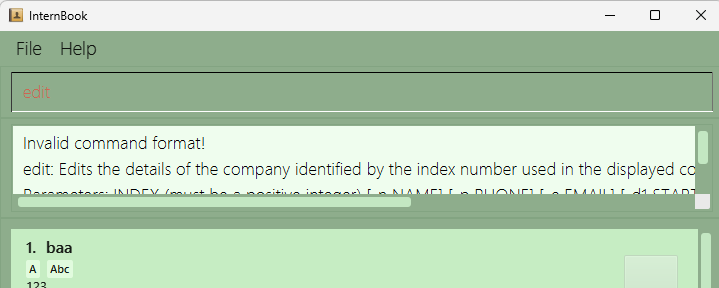 InternBook
File Help
edit
Invalid command format!
edit: Edits the details of the company identified by the index number used in the displayed co
Parameters: INDEX (must be a positive integer) [-n NAME] [-p PHONE] [-e EMAIL] [-d1 START
1. baa
A Abc
123